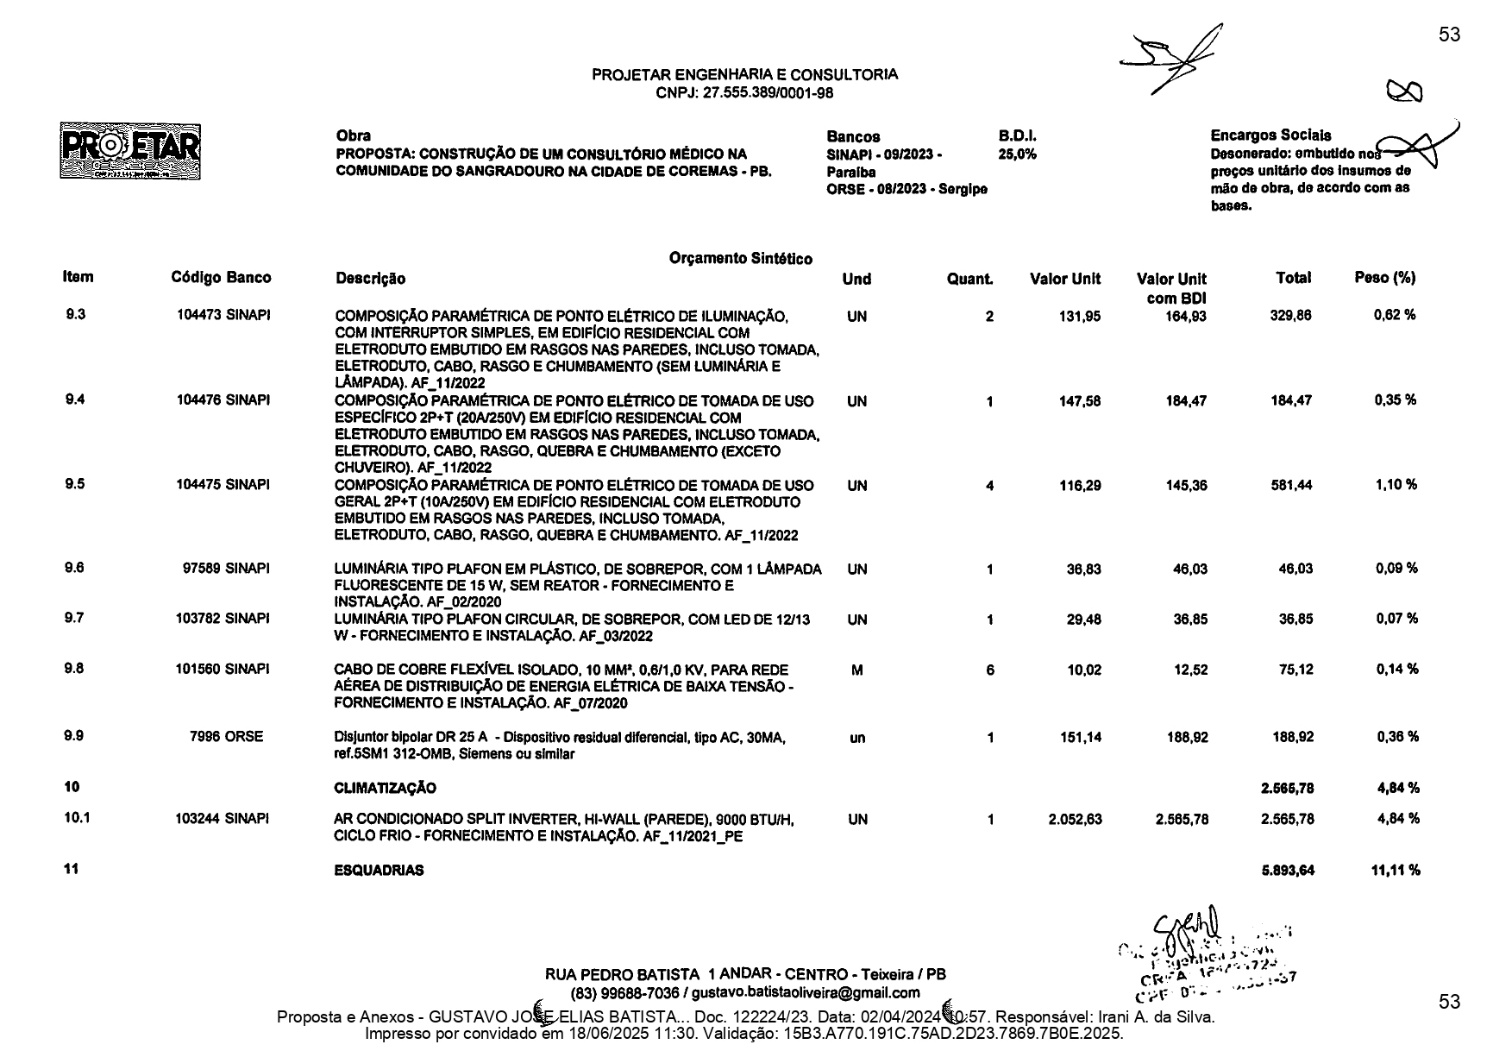 53
PROJETAR ENGENHARIA E CONSULTORIA
CNPJ: 27.555.389/0001-98
PROJETAR
Obra
PROPOSTA: CONSTRUÇÃO DE UM CONSULTÓRIO MÉDICO NA
COMUNIDADE DO SANGRADOURO NA CIDADE DE COREMAS - PB.
Bancos
SINAPI - 09/2023 -
Paraíba
ORSE - 08/2023 - Sergipe
B.D.I.
25,0%
Encargos Sociais
Desonerado: embutido nos
preços unitário dos insumos de
mão de obra, de acordo com as
bases.
Orçamento Sintético
Item Código Banco Descrição Und Quant. Valor Unit Valor Unit Total Peso (%)
com BDI
9.3 104473 SINAPI COMPOSIÇÃO PARAMÉTRICA DE PONTO ELÉTRICO DE ILUMINAÇÃO, UN 2 131,95 164,93 329,86 0,62 %
COM INTERRUPTOR SIMPLES, EM EDIFÍCIO RESIDENCIAL COM
ELETRODUTO EMBUTIDO EM RASGOS NAS PAREDES, INCLUSO TOMADA,
ELETRODUTO, CABO, RASGO E CHUMBAMENTO (SEM LUMINÁRIA E
LÂMPADA). AF_11/2022
9.4 104476 SINAPI COMPOSIÇÃO PARAMÉTRICA DE PONTO ELÉTRICO DE TOMADA DE USO UN 1 147,58 184,47 184,47 0,35 %
ESPECÍFICO 2P+T (20A/250V) EM EDIFÍCIO RESIDENCIAL COM
ELETRODUTO EMBUTIDO EM RASGOS NAS PAREDES, INCLUSO TOMADA,
ELETRODUTO, CABO, RASGO, QUEBRA E CHUMBAMENTO (EXCETO
CHUVEIRO). AF_11/2022
9.5 104475 SINAPI COMPOSIÇÃO PARAMÉTRICA DE PONTO ELÉTRICO DE TOMADA DE USO UN 4 116,29 145,36 581,44 1,10 %
GERAL 2P+T (10A/250V) EM EDIFÍCIO RESIDENCIAL COM ELETRODUTO
EMBUTIDO EM RASGOS NAS PAREDES, INCLUSO TOMADA,
ELETRODUTO, CABO, RASGO, QUEBRA E CHUMBAMENTO. AF_11/2022
9.6 97589 SINAPI LUMINÁRIA TIPO PLAFON EM PLÁSTICO, DE SOBREPOR, COM 1 LÂMPADA UN 1 36,83 46,03 46,03 0,09 %
FLUORESCENTE DE 15 W, SEM REATOR - FORNECIMENTO E
INSTALAÇÃO. AF_02/2020
9.7 103782 SINAPI LUMINÁRIA TIPO PLAFON CIRCULAR, DE SOBREPOR, COM LED DE 12/13 UN 1 29,48 36,85 36,85 0,07 %
W - FORNECIMENTO E INSTALAÇÃO. AF_03/2022
9.8 101560 SINAPI CABO DE COBRE FLEXÍVEL ISOLADO, 10 MM², 0,6/1,0 KV, PARA REDE M 6 10,02 12,52 75,12 0,14 %
AÉREA DE DISTRIBUIÇÃO DE ENERGIA ELÉTRICA DE BAIXA TENSÃO -
FORNECIMENTO E INSTALAÇÃO. AF_07/2020
9.9 7996 ORSE Disjuntor bipolar DR 25 A - Dispositivo residual diferencial, tipo AC, 30MA, un 1 151,14 188,92 188,92 0,36 %
ref.5SM1 312-OMB, Siemens ou similar
10 CLIMATIZAÇÃO 2.565,78 4,84 %
10.1 103244 SINAPI AR CONDICIONADO SPLIT INVERTER, HI-WALL (PAREDE), 9000 BTU/H, UN 1 2.052,63 2.565,78 2.565,78 4,84 %
CICLO FRIO - FORNECIMENTO E INSTALAÇÃO. AF_11/2021_PE
11 ESQUADRIAS 5.893,64 11,11 %
RUA PEDRO BATISTA 1 ANDAR - CENTRO - Teixeira / PB
(83) 99688-7036 / gustavo.batistaoliveira@gmail.com
53
Proposta e Anexos - GUSTAVO JOSE ELIAS BATISTA... Doc. 122224/23. Data: 02/04/2024 10:57. Responsável: Irani A. da Silva.
Impresso por convidado em 18/06/2025 11:30. Validação: 15B3.A770.191C.75AD.2D23.7869.7B0E.2025.